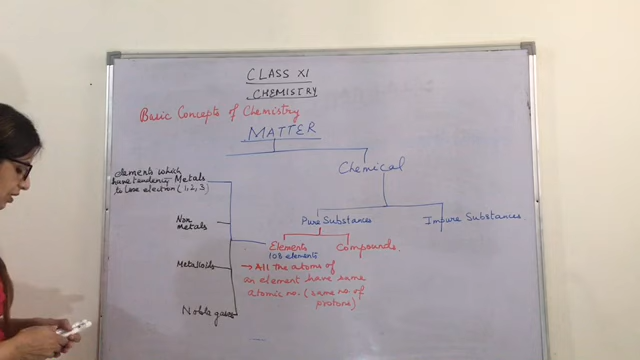 CLASS XI
CHEMISTRY
Basic Concepts of Chemistry
MATTER
Chemical
Elements which
have tendency
to lose electron (1, 2, 3)
Metals
Pure Substances
Impure Substances
Non
Metals
Elements
Compounds.
108 elements
Metalloids
→ All the atoms of
an element have same
atomic no. (same no. of
protons)
Noble gases